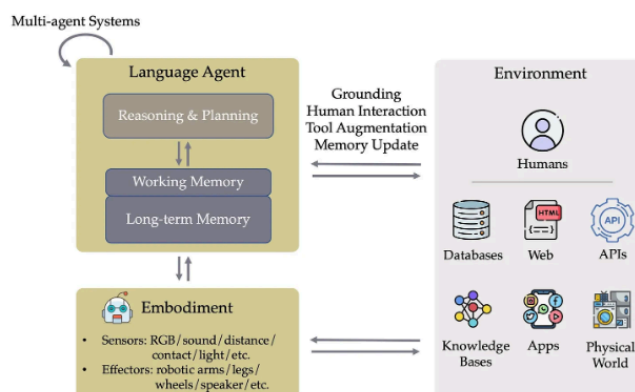 Multi-agent Systems
Language Agent
Reasoning & Planning
Working Memory
Long-term Memory
Grounding
Human Interaction
Tool Augmentation
Memory Update
Environment
Humans
HTML
{---}
API
Databases
Web
APIs
Knowledge
Bases
Apps
Physical
World
Embodiment
• Sensors: RGB/sound/distance/
contact/light/etc.
• Effectors: robotic arms/legs/
wheels/speaker/etc.